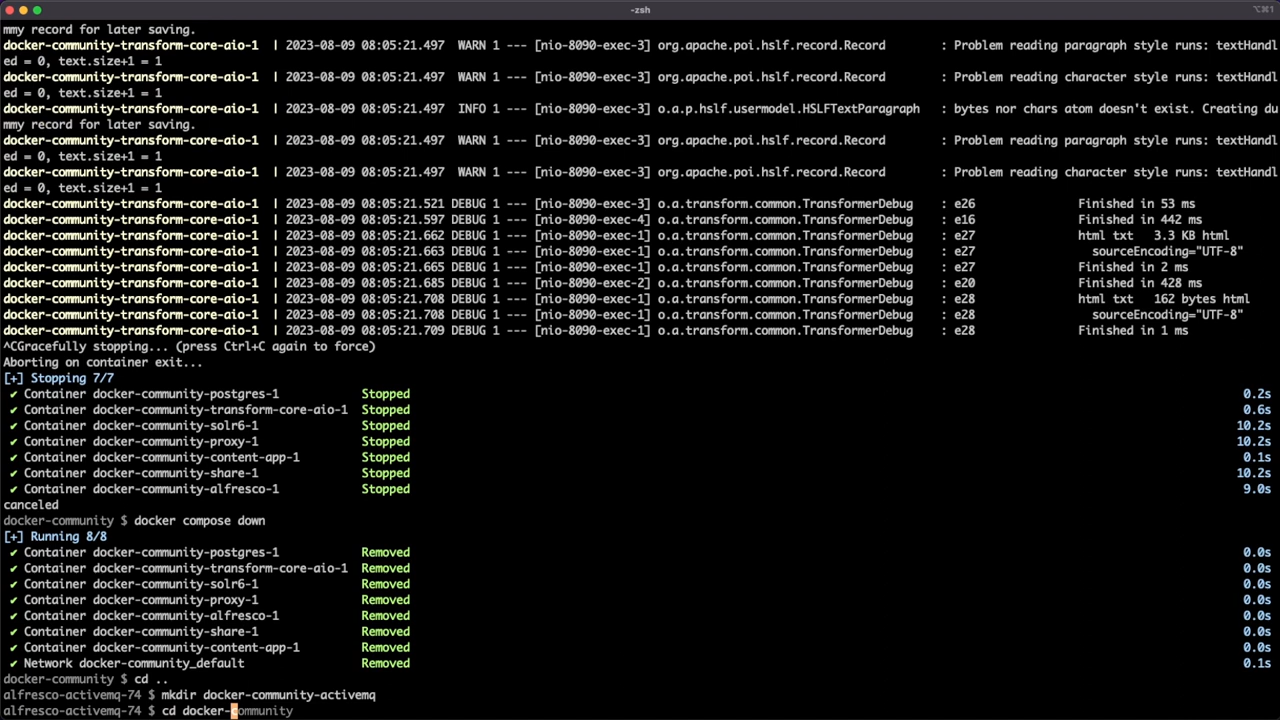 -zsh
⌥⌘1
mmy record for later saving.
docker-community-transform-core-aio-1  | 2023-08-09 08:05:21.497  WARN 1 --- [nio-8090-exec-3] org.apache.poi.hslf.record.Record        : Problem reading paragraph style runs: textHandl
ed = 0, text.size+1 = 1
docker-community-transform-core-aio-1  | 2023-08-09 08:05:21.497  WARN 1 --- [nio-8090-exec-3] org.apache.poi.hslf.record.Record        : Problem reading character style runs: textHandl
ed = 0, text.size+1 = 1
docker-community-transform-core-aio-1  | 2023-08-09 08:05:21.497  INFO 1 --- [nio-8090-exec-3] o.a.p.hslf.usermodel.HSLFTextParagraph   : bytes nor chars atom doesn't exist. Creating du
mmy record for later saving.
docker-community-transform-core-aio-1  | 2023-08-09 08:05:21.497  WARN 1 --- [nio-8090-exec-3] org.apache.poi.hslf.record.Record        : Problem reading paragraph style runs: textHandl
ed = 0, text.size+1 = 1
docker-community-transform-core-aio-1  | 2023-08-09 08:05:21.497  WARN 1 --- [nio-8090-exec-3] org.apache.poi.hslf.record.Record        : Problem reading character style runs: textHandl
ed = 0, text.size+1 = 1
docker-community-transform-core-aio-1  | 2023-08-09 08:05:21.521 DEBUG 1 --- [nio-8090-exec-3] o.a.transform.common.TransformerDebug    : e26               Finished in 53 ms
docker-community-transform-core-aio-1  | 2023-08-09 08:05:21.597 DEBUG 1 --- [nio-8090-exec-4] o.a.transform.common.TransformerDebug    : e16               Finished in 442 ms
docker-community-transform-core-aio-1  | 2023-08-09 08:05:21.662 DEBUG 1 --- [nio-8090-exec-1] o.a.transform.common.TransformerDebug    : e27               html txt   3.3 KB html
docker-community-transform-core-aio-1  | 2023-08-09 08:05:21.663 DEBUG 1 --- [nio-8090-exec-1] o.a.transform.common.TransformerDebug    : e27                 sourceEncoding="UTF-8"
docker-community-transform-core-aio-1  | 2023-08-09 08:05:21.665 DEBUG 1 --- [nio-8090-exec-1] o.a.transform.common.TransformerDebug    : e27               Finished in 2 ms
docker-community-transform-core-aio-1  | 2023-08-09 08:05:21.685 DEBUG 1 --- [nio-8090-exec-2] o.a.transform.common.TransformerDebug    : e20               Finished in 428 ms
docker-community-transform-core-aio-1  | 2023-08-09 08:05:21.708 DEBUG 1 --- [nio-8090-exec-1] o.a.transform.common.TransformerDebug    : e28               html txt   162 bytes html
docker-community-transform-core-aio-1  | 2023-08-09 08:05:21.708 DEBUG 1 --- [nio-8090-exec-1] o.a.transform.common.TransformerDebug    : e28                 sourceEncoding="UTF-8"
docker-community-transform-core-aio-1  | 2023-08-09 08:05:21.709 DEBUG 1 --- [nio-8090-exec-1] o.a.transform.common.TransformerDebug    : e28               Finished in 1 ms
^CGracefully stopping... (press Ctrl+C again to force)
Aborting on container exit...
[+] Stopping 7/7
✔ Container docker-community-postgres-1            Stopped 0.2s
✔ Container docker-community-transform-core-aio-1  Stopped 0.6s
✔ Container docker-community-solr6-1               Stopped 10.2s
✔ Container docker-community-proxy-1               Stopped 10.2s
✔ Container docker-community-content-app-1         Stopped 0.1s
✔ Container docker-community-share-1               Stopped 10.2s
✔ Container docker-community-alfresco-1            Stopped 9.0s
canceled
docker-community $ docker compose down
[+] Running 8/8
✔ Container docker-community-postgres-1            Removed 0.0s
✔ Container docker-community-transform-core-aio-1  Removed 0.0s
✔ Container docker-community-solr6-1               Removed 0.0s
✔ Container docker-community-proxy-1               Removed 0.0s
✔ Container docker-community-alfresco-1            Removed 0.0s
✔ Container docker-community-share-1               Removed 0.0s
✔ Container docker-community-content-app-1         Removed 0.0s
✔ Network docker-community_default                 Removed 0.1s
docker-community $ cd ..
alfresco-activemq-74 $ mkdir docker-community-activemq
alfresco-activemq-74 $ cd docker-community